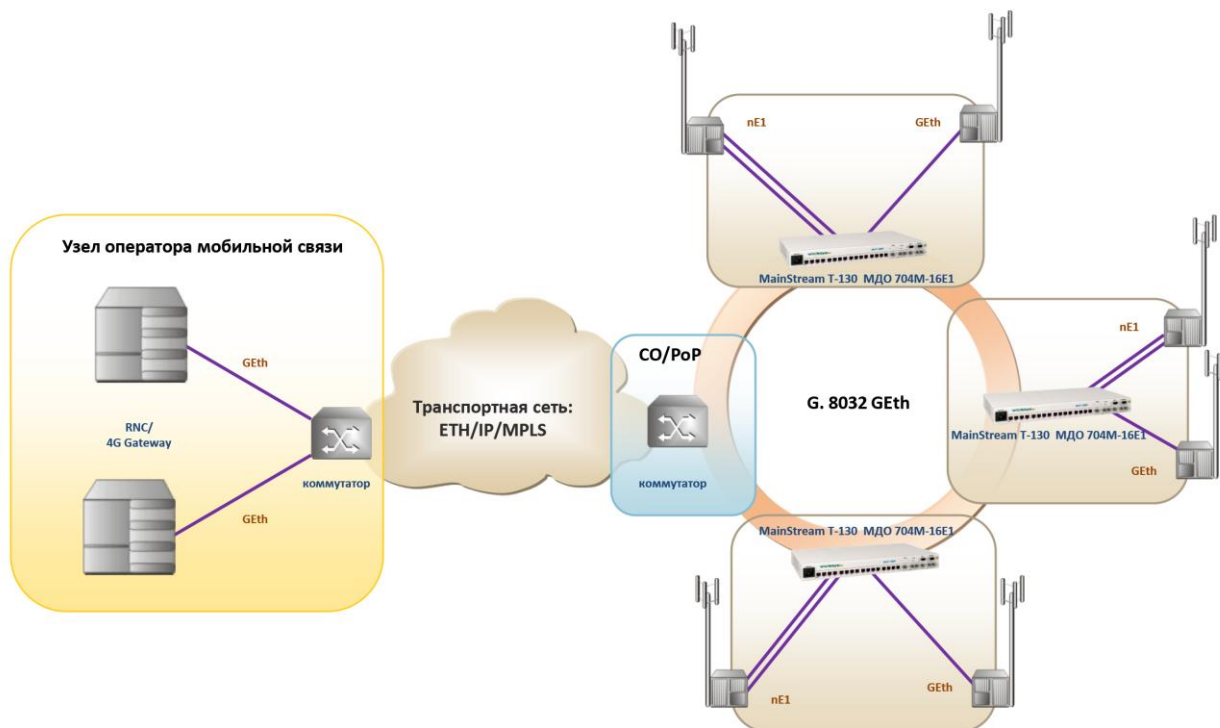 nE1
GEth
MainStream T-130 МДО 704М-16Е1
Узел оператора мобильной связи
GEth
RNC/
4G Gateway
GEth
коммутатор
Транспортная сеть:
ETH/IP/MPLS
CO/PoP
коммутатор
G. 8032 GEth
nE1
MainStream T-130 МДО 704М-16Е1
GEth
MainStream T-130 МДО 704М-16Е1
nE1
GEth